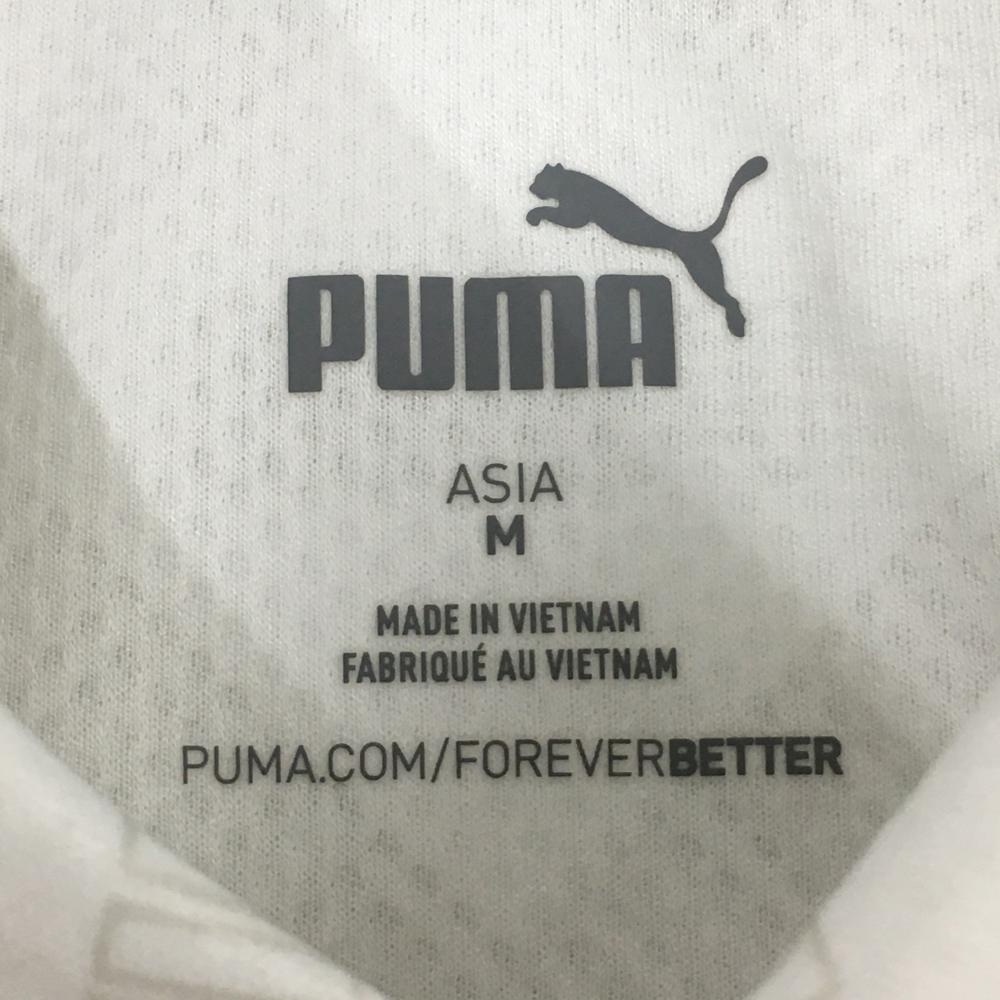 PUMA
ASIA
M
MADE IN VIETNAM
FABRIQUÉ AU VIETNAM
PUMA.COM/FOREVERBETTER